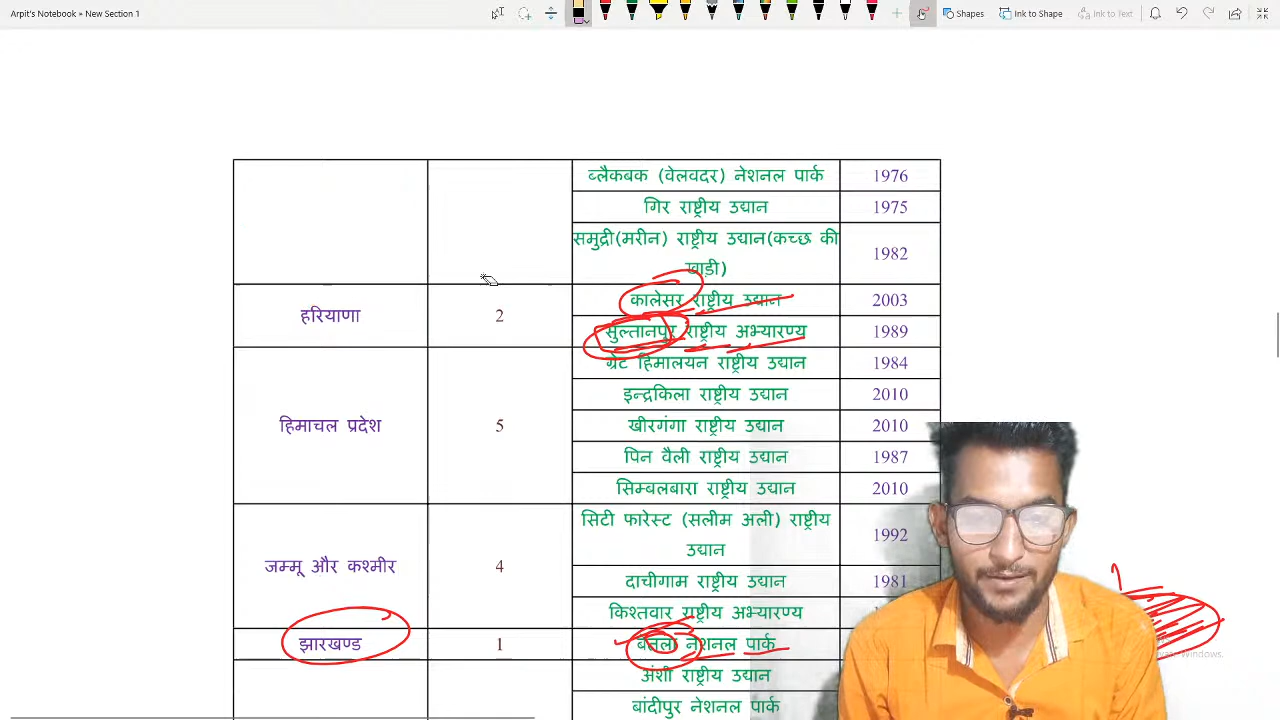 Arpit's Notebook » New Section 1
Shapes Ink to Shape Ink to Text
ब्लैकबक (वेलवदर) नेशनल पार्क 1976
गिर राष्ट्रीय उद्यान 1975
समुद्री(मरीन) राष्ट्रीय उद्यान(कच्छ की
खाड़ी) 1982
हरियाणा 2 कालेसर राष्ट्रीय उद्यान 2003
सुल्तानपुर राष्ट्रीय अभ्यारण्य 1989
ग्रेट हिमालयन राष्ट्रीय उद्यान 1984
इन्द्रकिला राष्ट्रीय उद्यान 2010
हिमाचल प्रदेश 5 खीरगंगा राष्ट्रीय उद्यान 2010
पिन वैली राष्ट्रीय उद्यान 1987
सिम्बलबारा राष्ट्रीय उद्यान 2010
सिटी फारेस्ट (सलीम अली) राष्ट्रीय
उद्यान 1992
जम्मू और कश्मीर 4 दाचीगाम राष्ट्रीय उद्यान 1981
किश्तवार राष्ट्रीय अभ्यारण्य
झारखण्ड 1 बेतला नेशनल पार्क
अंशी राष्ट्रीय उद्यान
बांदीपुर नेशनल पार्क